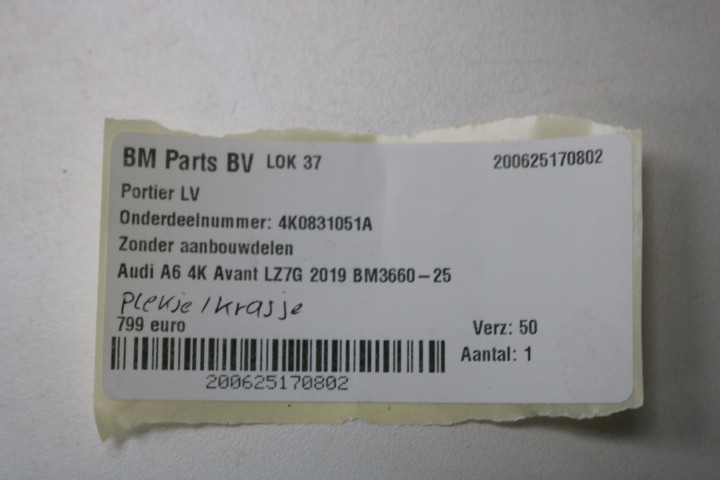 BM Parts BV LOK 37 200625170802
Portier LV
Onderdeelnummer: 4K0831051A
Zonder aanbouwdelen
Audi A6 4K Avant LZ7G 2019 BM3660-25
plekje/krasje
799 euro Verz: 50
Aantal: 1
200625170802